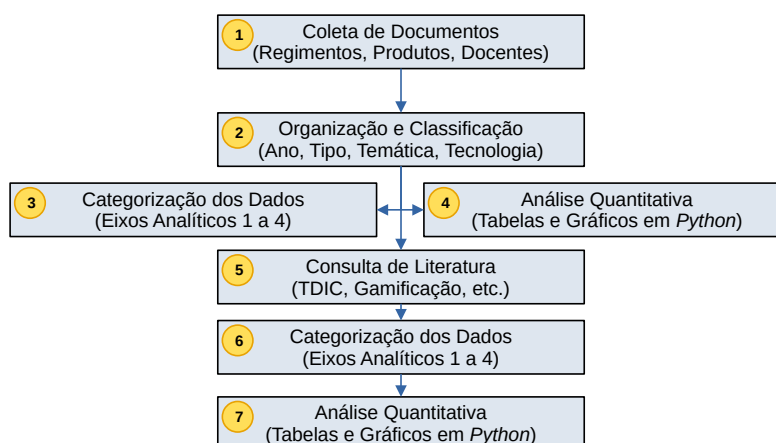 1
Coleta de Documentos
(Regimentos, Produtos, Docentes)
2
Organização e Classificação
(Ano, Tipo, Temática, Tecnologia)
3
Categorização dos Dados
(Eixos Analíticos 1 a 4)
4
Análise Quantitativa
(Tabelas e Gráficos em Python)
5
Consulta de Literatura
(TDIC, Gamificação, etc.)
6
Categorização dos Dados
(Eixos Analíticos 1 a 4)
7
Análise Quantitativa
(Tabelas e Gráficos em Python)